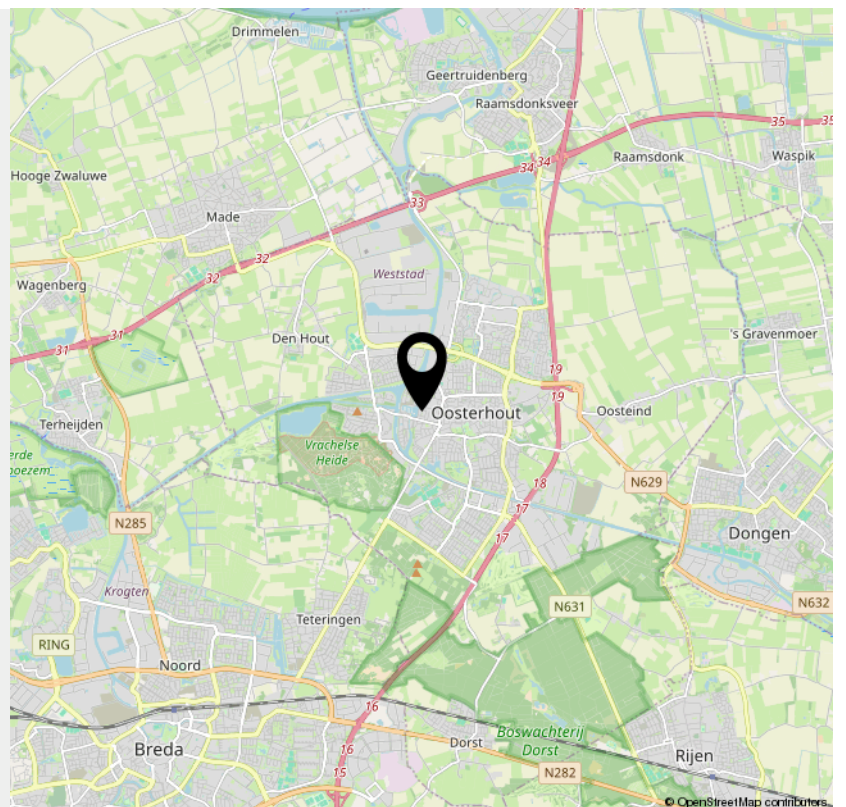 Drimmelen
Geertruidenberg
Raamsdonksveer
35
35
34
34
Raamsdonk
Waspik
Hooge Zwaluwe
33
Made
32
Weststad
32
Wagenberg
31
's Gravenmoer
Den Hout
31
19
19
Oosterhout
Oosteind
Terheijden
Vrachelse
Heide
erde
oezem
18
N629
17
N285
Dongen
17
Krogten
N631
N632
Teteringen
RING
Noord
16
Boswachterij
Dorst
Breda
16
Dorst
Rijen
15
N282
© OpenStreetMap contributors